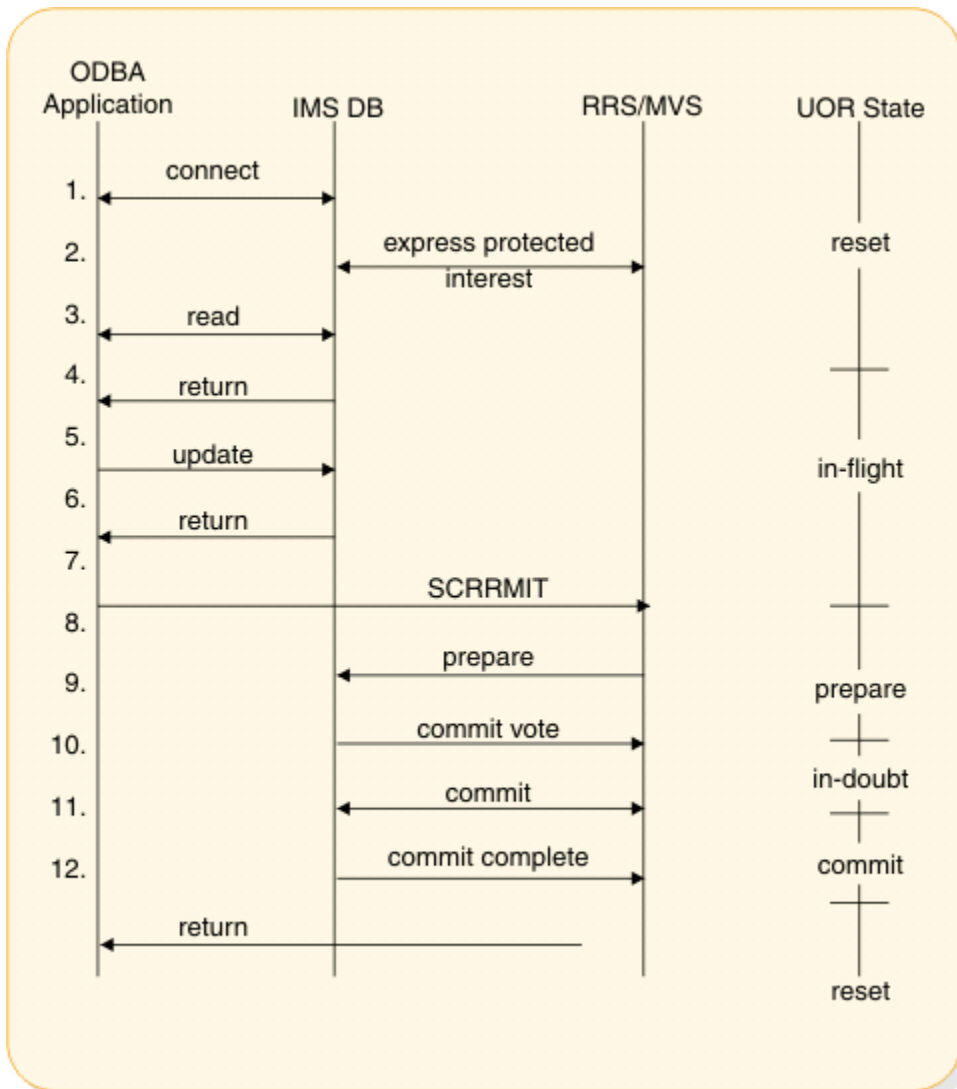 ODBA
Application
IMS DB
RRS/MVS
UOR State
connect
1.
express protected
interest
2.
reset
3.
read
4.
return
5.
update
in-flight
6.
return
7.
SCRRMIT
8.
prepare
9.
prepare
10.
commit vote
in-doubt
11.
commit
12.
commit complete
commit
return
reset